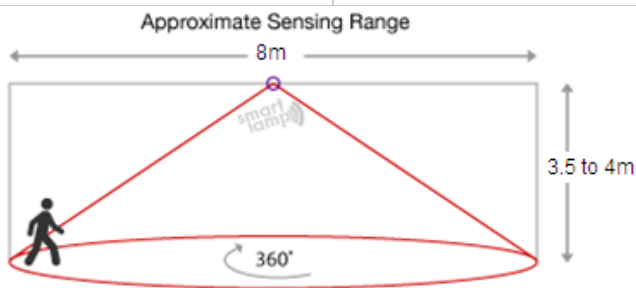 Approximate Sensing Range
8m
smart
lamp
3.5 to 4m
360°